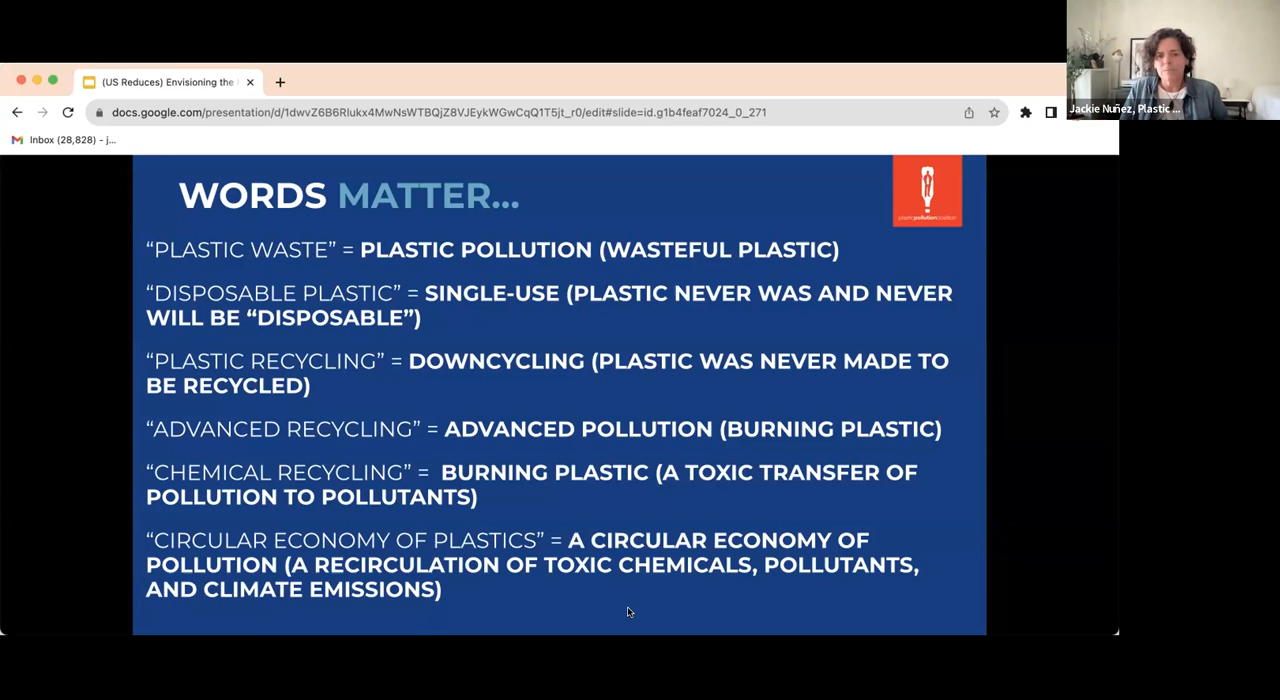 (US Reduces) Envisioning the
docs.google.com/presentation/d/1dwvZ6B6Rlukx4MwNsWTBQjZ8VJEykWGwCqQ1T5jt_r0/edit#slide=id.g1b4feaf7024_0_271
Inbox (28,828) - j...
Jackie Nuñez, Plastic ...
WORDS MATTER...
plasticpollutioncoalition
“PLASTIC WASTE” = PLASTIC POLLUTION (WASTEFUL PLASTIC)
“DISPOSABLE PLASTIC” = SINGLE-USE (PLASTIC NEVER WAS AND NEVER
WILL BE “DISPOSABLE”)
“PLASTIC RECYCLING” = DOWNCYCLING (PLASTIC WAS NEVER MADE TO
BE RECYCLED)
“ADVANCED RECYCLING” = ADVANCED POLLUTION (BURNING PLASTIC)
“CHEMICAL RECYCLING” = BURNING PLASTIC (A TOXIC TRANSFER OF
POLLUTION TO POLLUTANTS)
“CIRCULAR ECONOMY OF PLASTICS” = A CIRCULAR ECONOMY OF
POLLUTION (A RECIRCULATION OF TOXIC CHEMICALS, POLLUTANTS,
AND CLIMATE EMISSIONS)